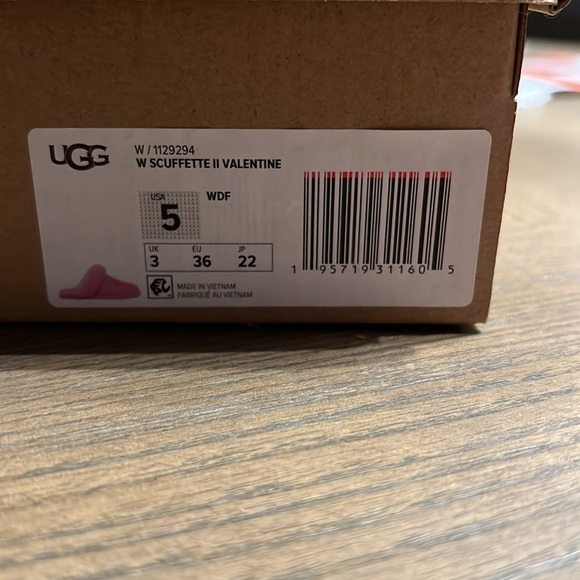 UGG
W / 1129294
W SCUFFETTE II VALENTINE
USA
5
WDF
UK EU JP
3 36 22
MADE IN VIETNAM
FABRIQUÉ AU VIETNAM
1 95719 31160 5